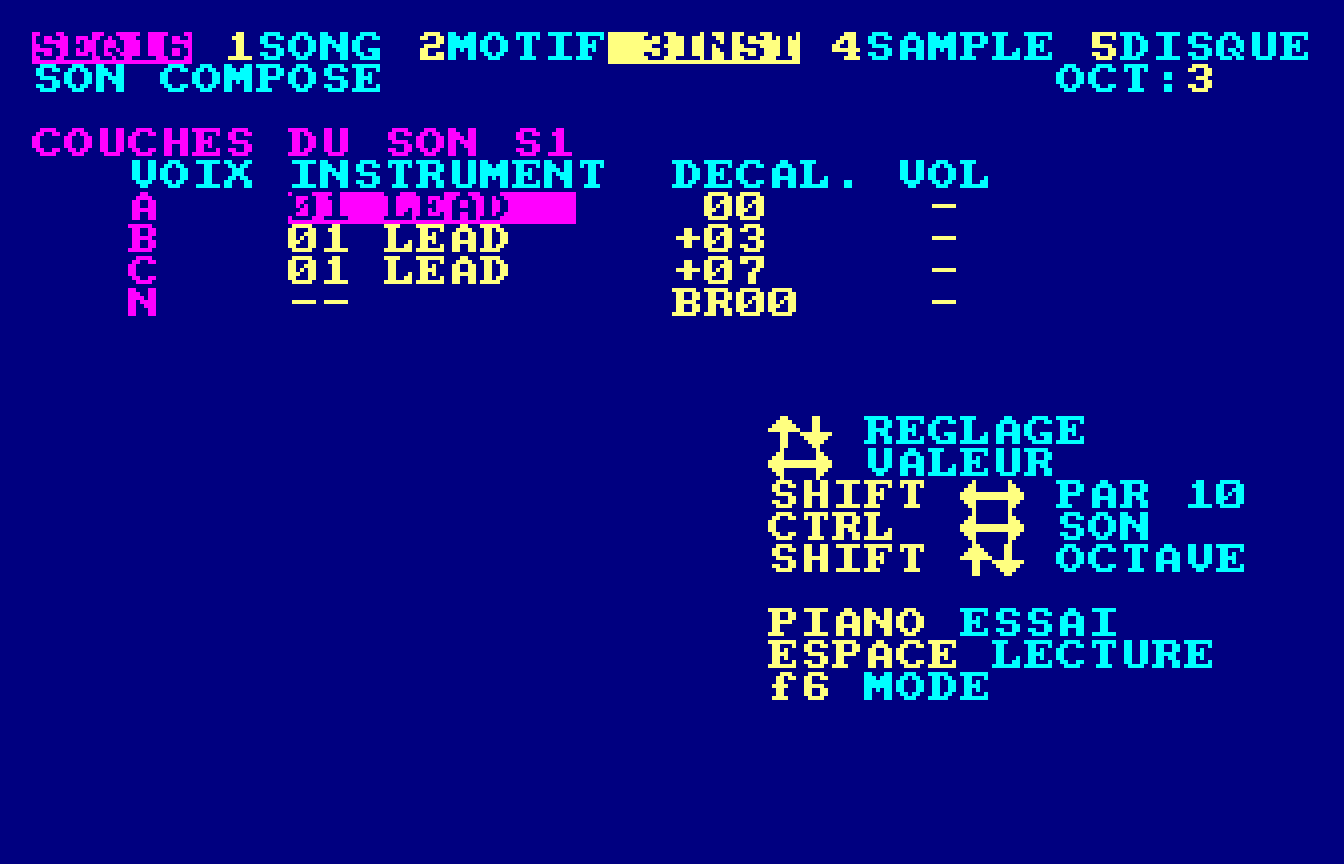 SEQ16 1SONG 2MOTIF 3INST 4SAMPLE 5DISQUE
SON COMPOSE OCT:3
COUCHES DU SON S1
VOIX INSTRUMENT DECAL. VOL
A 01 LEAD 00 -
B 01 LEAD +03 -
C 01 LEAD +07 -
N -- BR00 -
↑↓ REGLAGE
↔ VALEUR
SHIFT ↔ PAR 10
CTRL ↔ SON
SHIFT ↑↓ OCTAVE
PIANO ESSAI
ESPACE LECTURE
f6 MODE